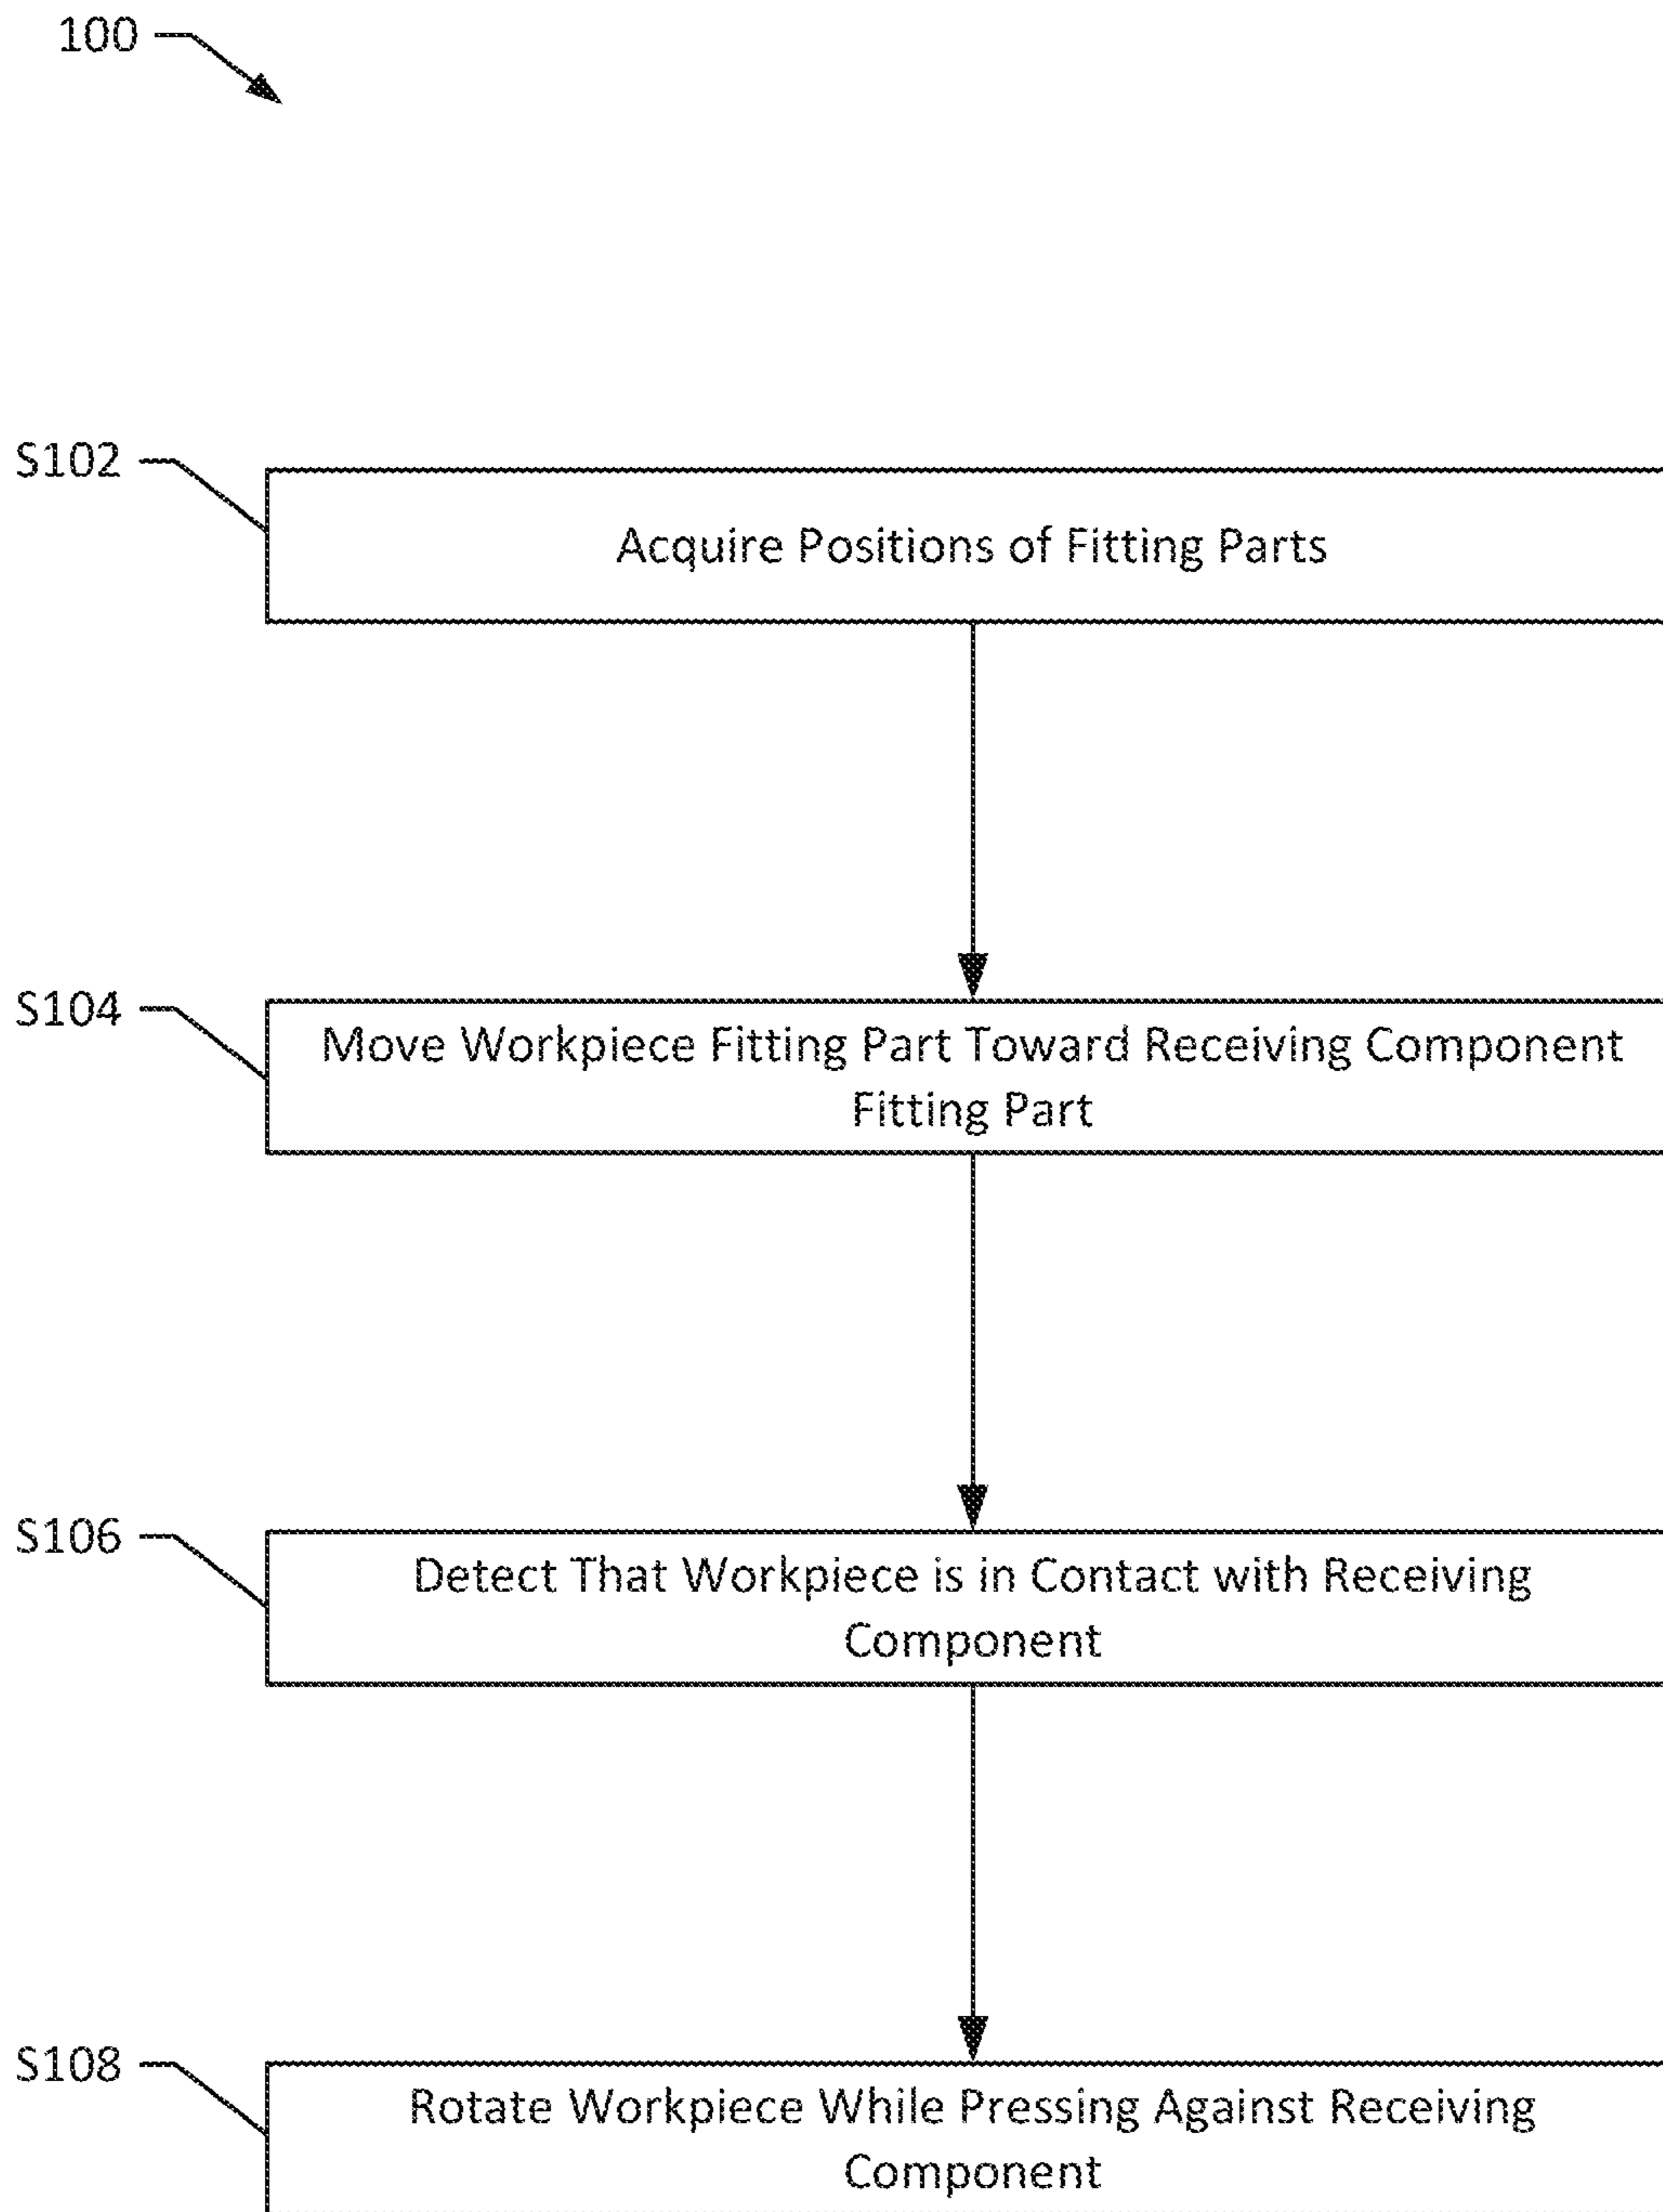 100
S102
Acquire Positions of Fitting Parts
S104
Move Workpiece Fitting Part Toward Receiving Component
Fitting Part
S106
Detect That Workpiece is in Contact with Receiving
Component
S108
Rotate Workpiece While Pressing Against Receiving
Component